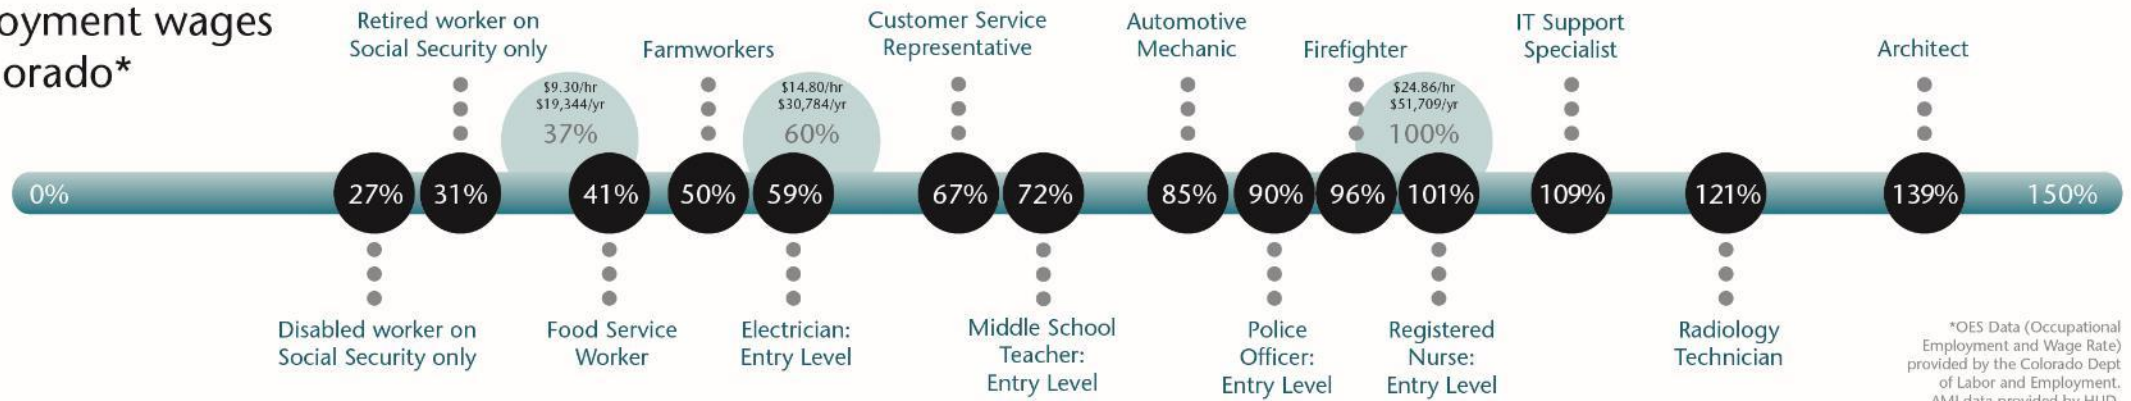 oyment wages
orado*
Retired worker on
Social Security only
Farmworkers
Customer Service
Representative
Automotive
Mechanic
Firefighter
IT Support
Specialist
Architect
$9.30/hr
$19,344/yr
37%
$14.80/hr
$30,784/yr
60%
$24.86/hr
$51,709/yr
100%
0%
27%
31%
41%
50%
59%
67%
72%
85%
90%
96%
101%
109%
121%
139%
150%
Disabled worker on
Social Security only
Food Service
Worker
Electrician:
Entry Level
Middle School
Teacher:
Entry Level
Police
Officer:
Entry Level
Registered
Nurse:
Entry Level
Radiology
Technician
*OES Data (Occupational
Employment and Wage Rate)
provided by the Colorado Dept
of Labor and Employment.
AMI data provided by HUD.